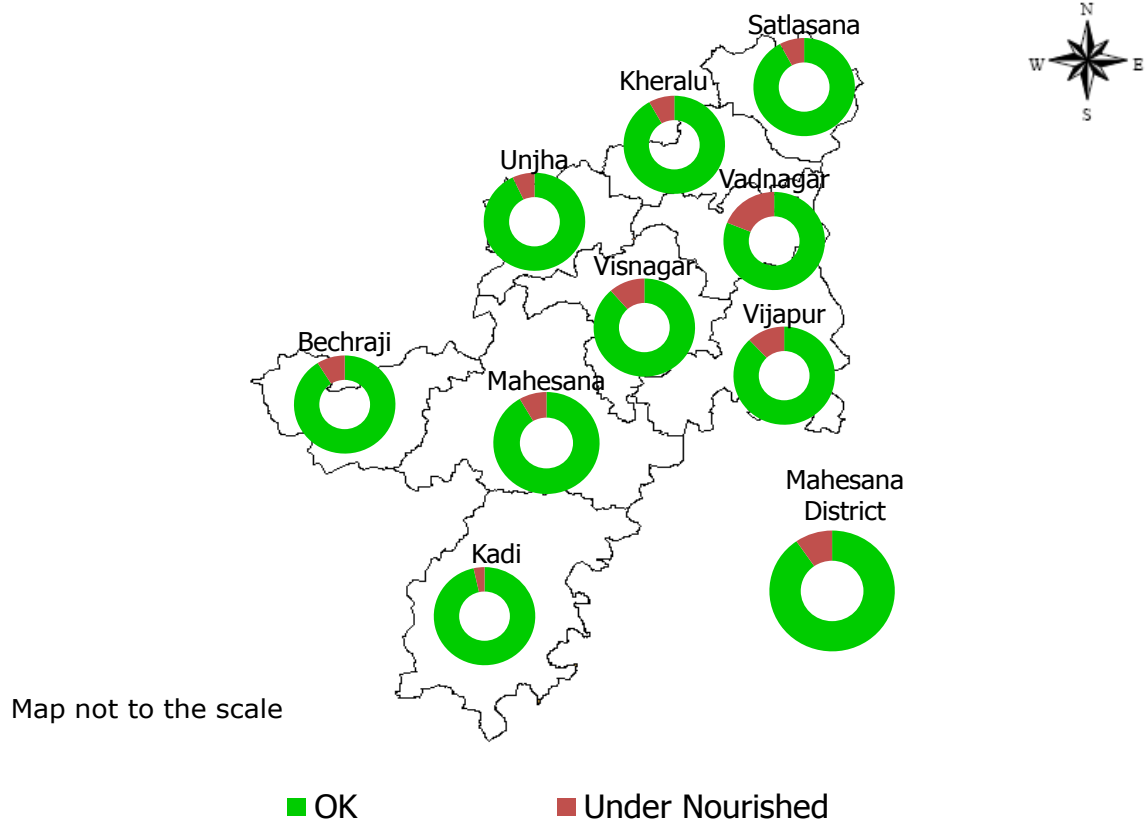 Satlasana
N
W
E
S
Kheralu
Unjha
Vadnagar
Visnagar
Vijapur
Bechraji
Mahesana
Mahesana
District
Kadi
Map not to the scale
OK
Under Nourished